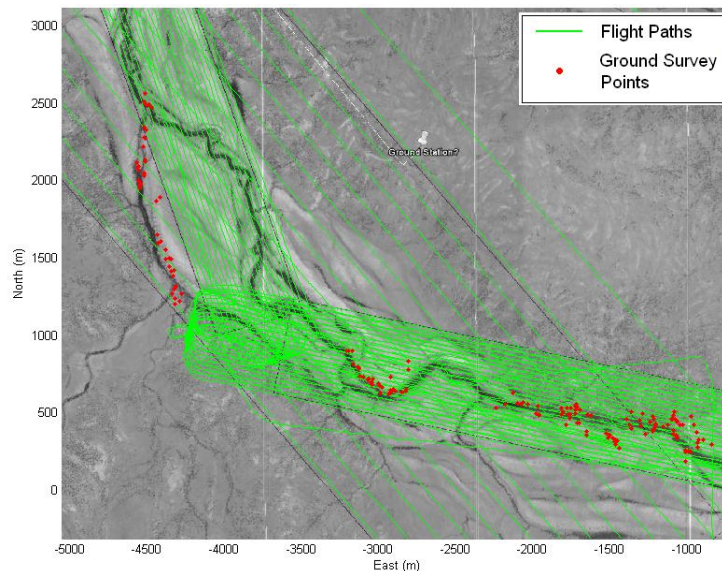 Flight Paths
Ground Survey
Points
Ground Station?
3000
2500
2000
1500
1000
500
0
North (m)
-5000 -4500 -4000 -3500 -3000 -2500 -2000 -1500 -1000
East (m)